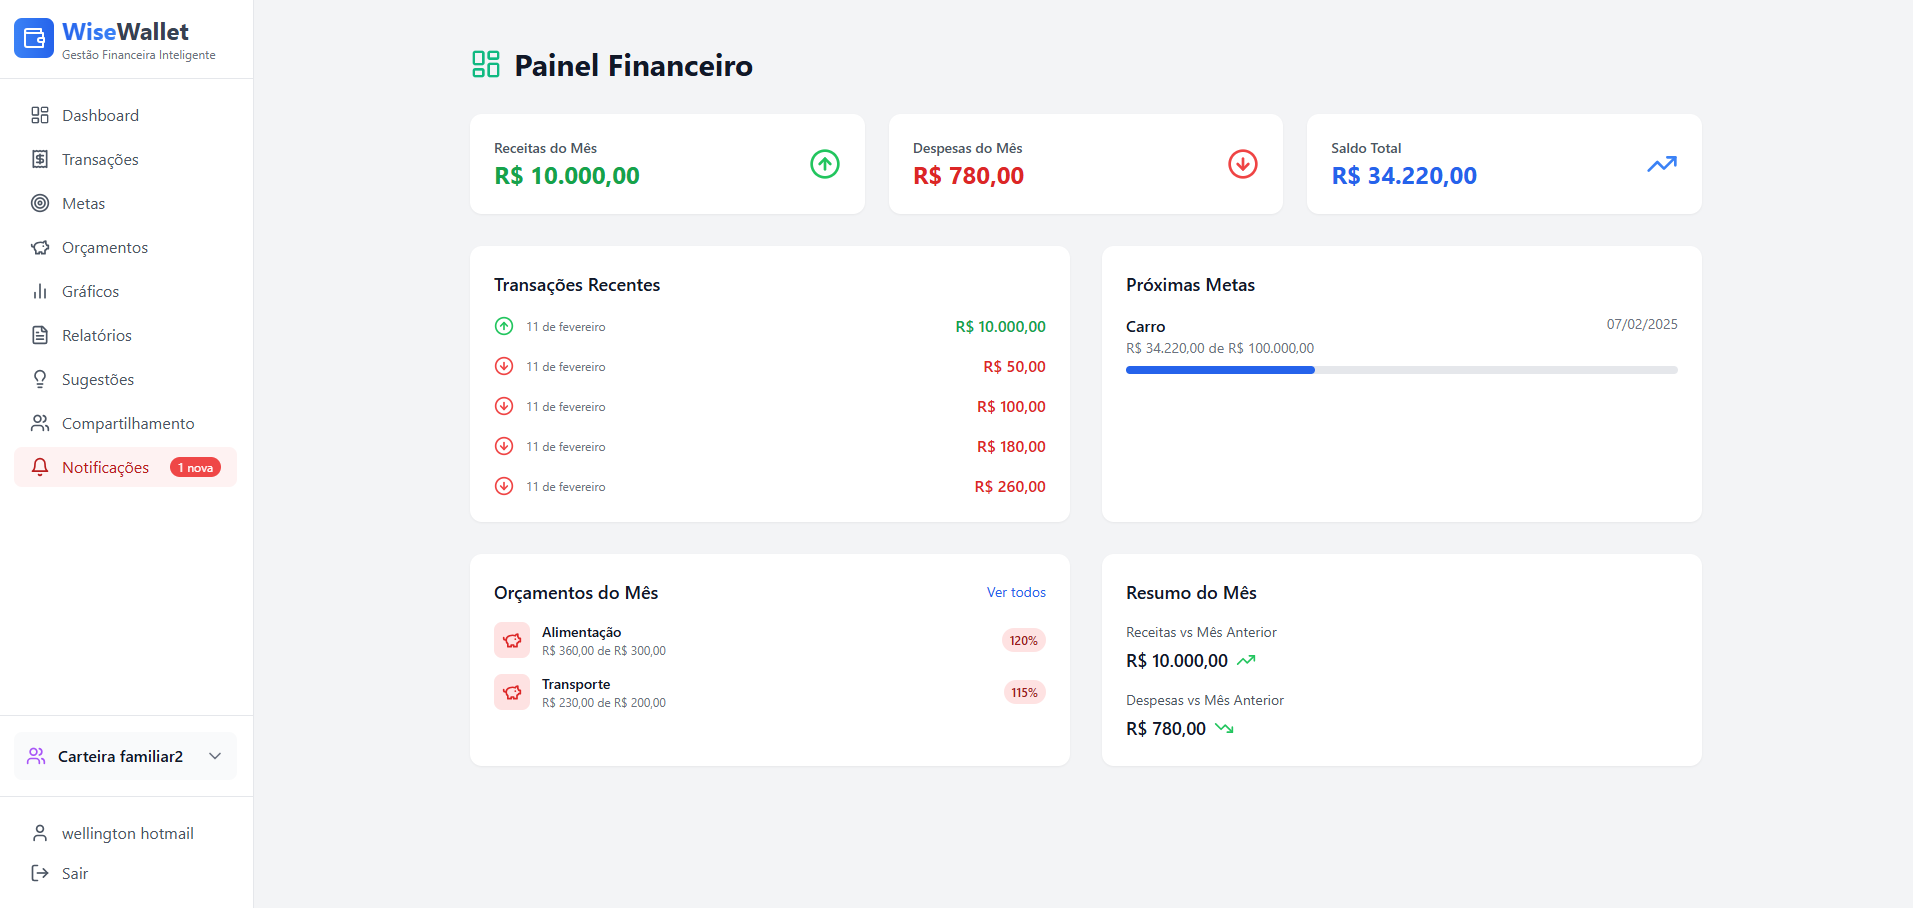 WiseWallet
Gestão Financeira Inteligente
Dashboard
Transações
Metas
Orçamentos
Gráficos
Relatórios
Sugestões
Compartilhamento
Notificações 1 nova
Carteira familiar2
wellington hotmail
Sair
Painel Financeiro
Receitas do Mês
R$ 10.000,00
Despesas do Mês
R$ 780,00
Saldo Total
R$ 34.220,00
Transações Recentes
11 de fevereiro R$ 10.000,00
11 de fevereiro R$ 50,00
11 de fevereiro R$ 100,00
11 de fevereiro R$ 180,00
11 de fevereiro R$ 260,00
Próximas Metas
Carro 07/02/2025
R$ 34.220,00 de R$ 100.000,00
Orçamentos do Mês Ver todos
Alimentação
R$ 360,00 de R$ 300,00
120%
Transporte
R$ 230,00 de R$ 200,00
115%
Resumo do Mês
Receitas vs Mês Anterior
R$ 10.000,00
Despesas vs Mês Anterior
R$ 780,00